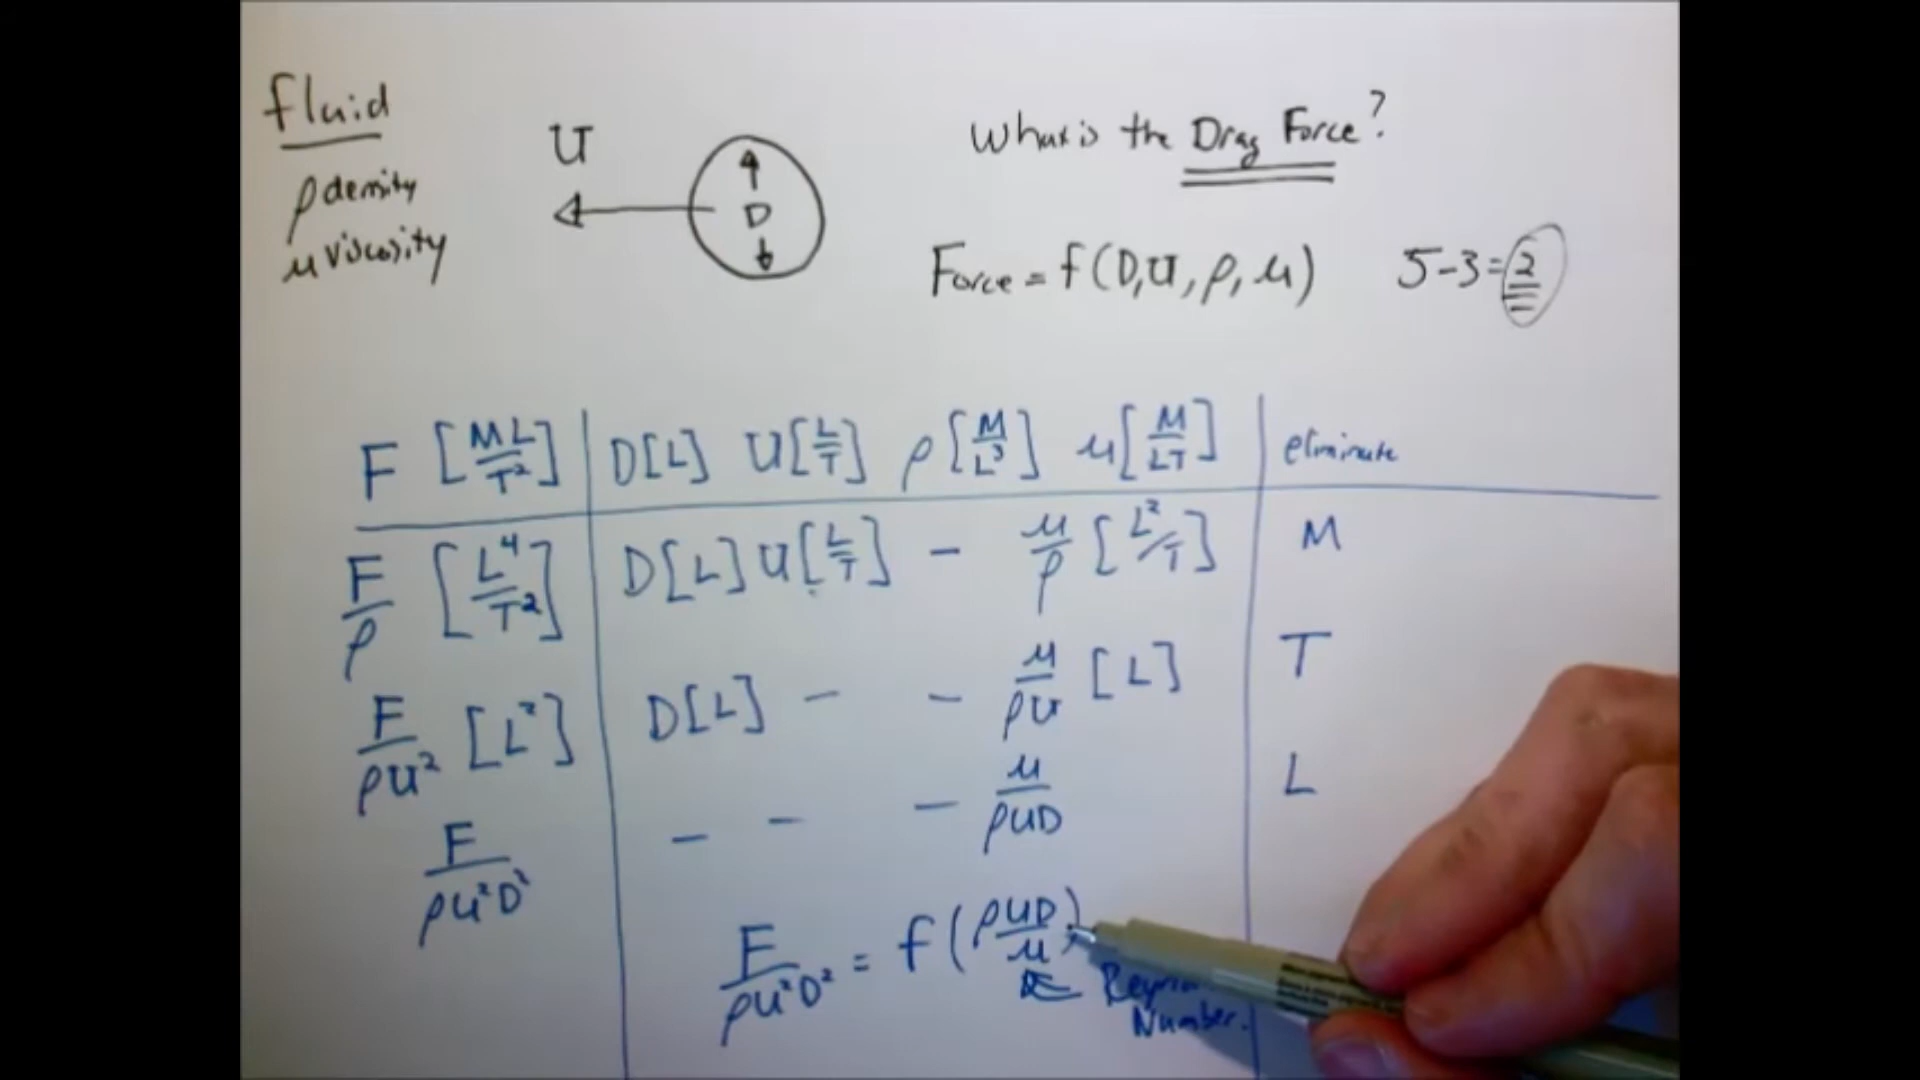 fluid
ρ density
μ viscosity
U
D
What is the Drag Force?
Force = f(D,U,ρ,μ) 5-3=2
F [ML/T²] D[L] U[L/T] ρ[M/L³] μ[M/LT] eliminate
F/ρ [L⁴/T²] D[L] U[L/T] - μ/ρ [L²/T] M
F/ρU² [L²] D[L] - - μ/ρU [L] T
F/ρU²D² - - - μ/ρUD L
F/ρU²D² = f(ρUD/μ)
Number.